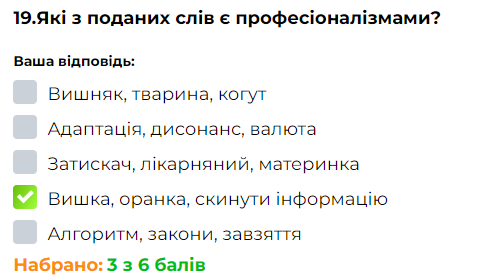 19.Які з поданих слів є професіоналізмами?
Ваша відповідь:
Вишняк, тварина, когут
Адаптація, дисонанс, валюта
Затискач, лікарняний, материнка
Вишка, оранка, скинути інформацію
Алгоритм, закони, завзяття
Набрано: 3 з 6 балів